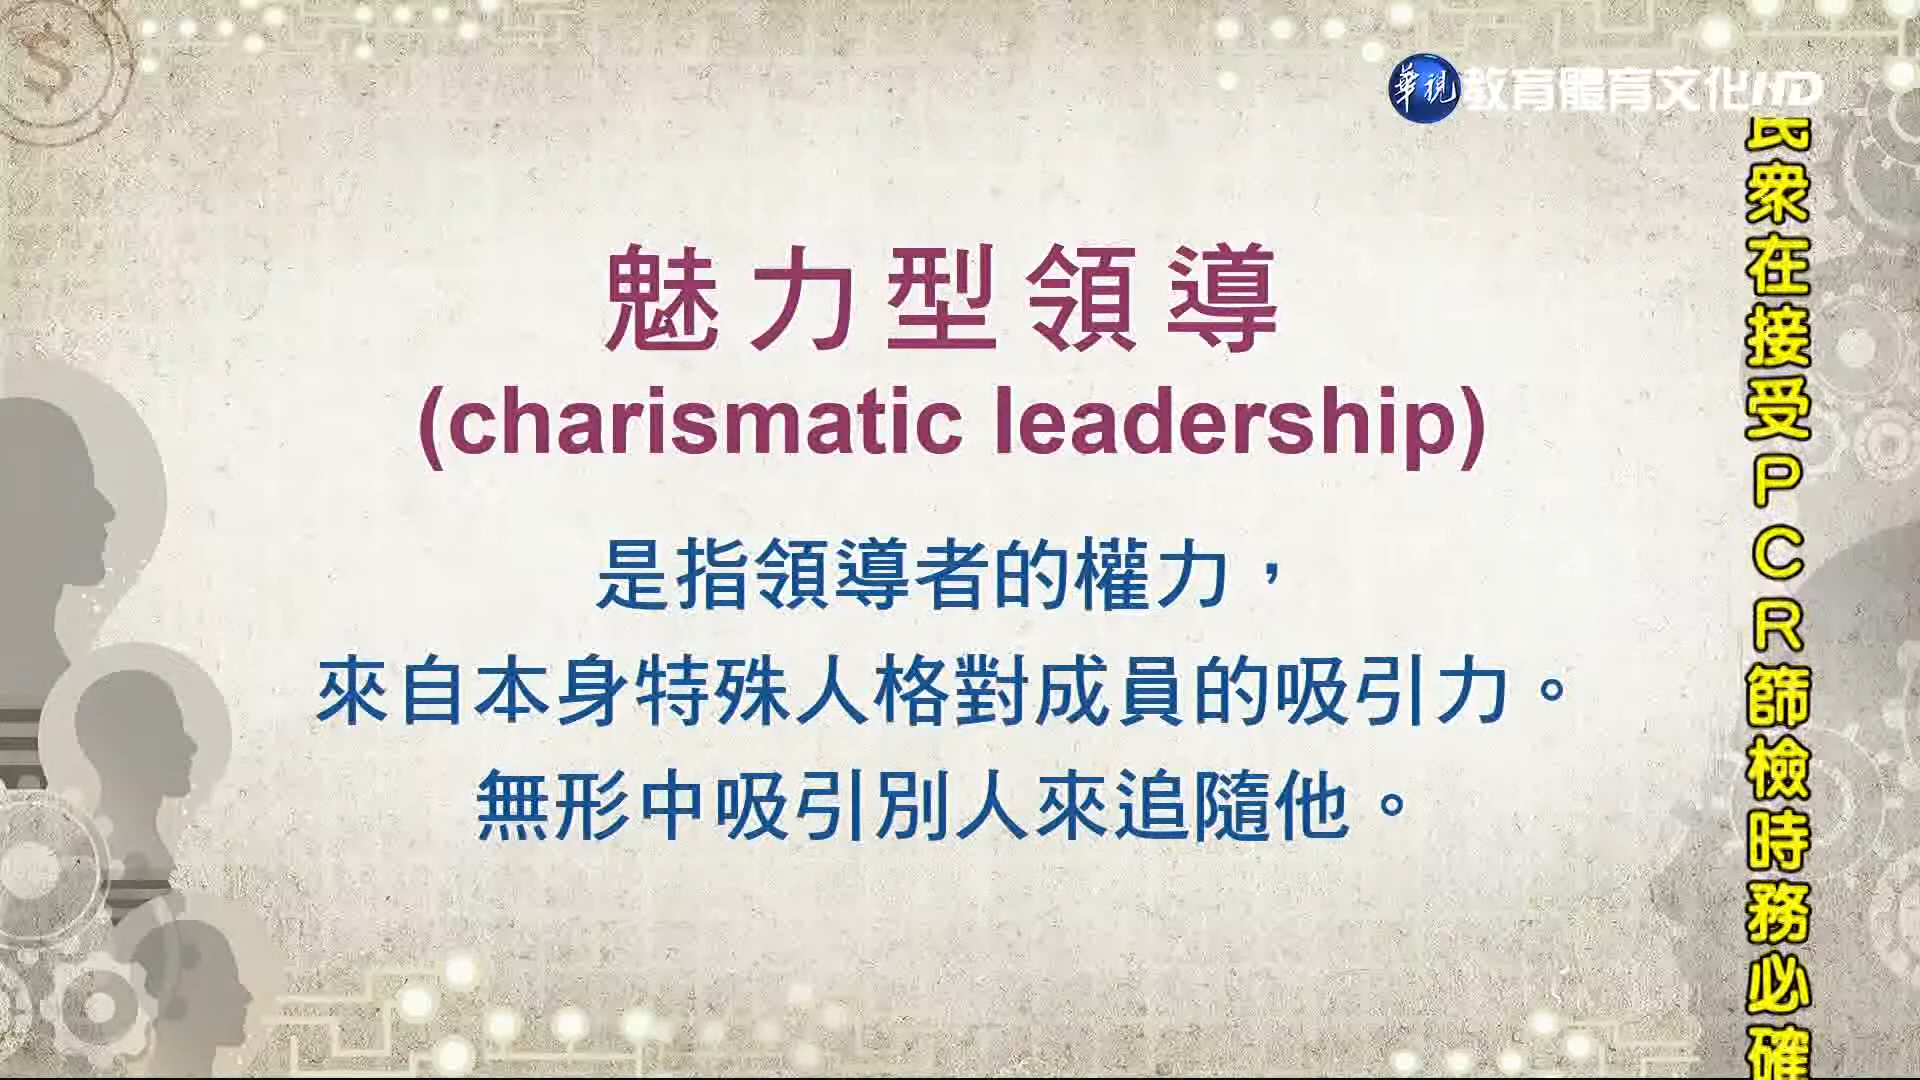 華視 教育體育文化HD
魅力型領導
(charismatic leadership)
是指領導者的權力，
來自本身特殊人格對成員的吸引力。
無形中吸引別人來追隨他。
民眾在接受PCR篩檢時務必確